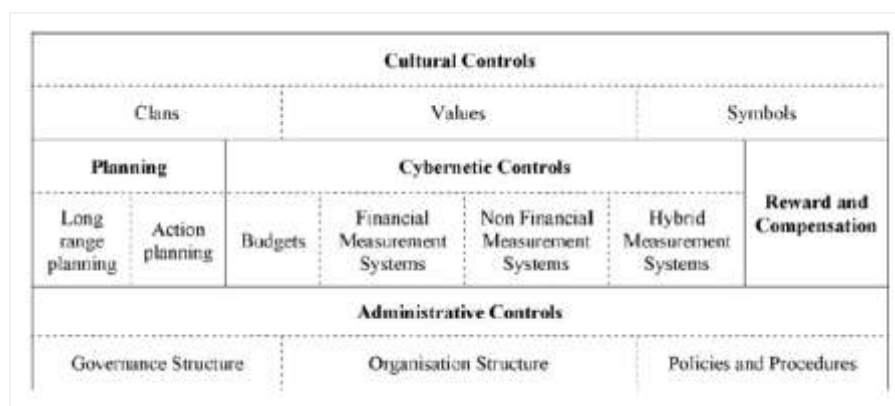 Cultural Controls
Clans
Values
Symbols
Planning
Cybernetic Controls
Reward and
Compensation
Long
range
planning
Action
planning
Budgets
Financial
Measurement
Systems
Non Financial
Measurement
Systems
Hybrid
Measurement
Systems
Administrative Controls
Governance Structure
Organisation Structure
Policies and Procedures